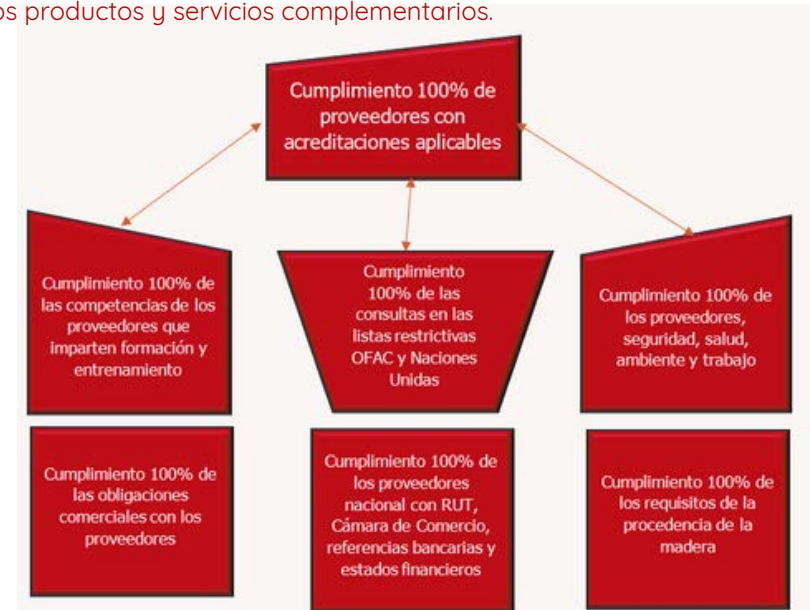 os productos y servicios complementarios.
Cumplimiento 100% de
proveedores con
acreditaciones aplicables
Cumplimiento 100% de
las competencias de los
proveedores que
imparten formación y
entrenamiento
Cumplimiento
100% de las
consultas en las
listas restrictivas
OFAC y Naciones
Unidas
Cumplimiento 100% de
los proveedores,
seguridad, salud,
ambiente y trabajo
Cumplimiento 100% de
las obligaciones
comerciales con los
proveedores
Cumplimiento 100% de
los proveedores
nacional con RUT,
Cámara de Comercio,
referencias bancarias y
estados financieros
Cumplimiento 100% de
los requisitos de la
procedencia de la
madera